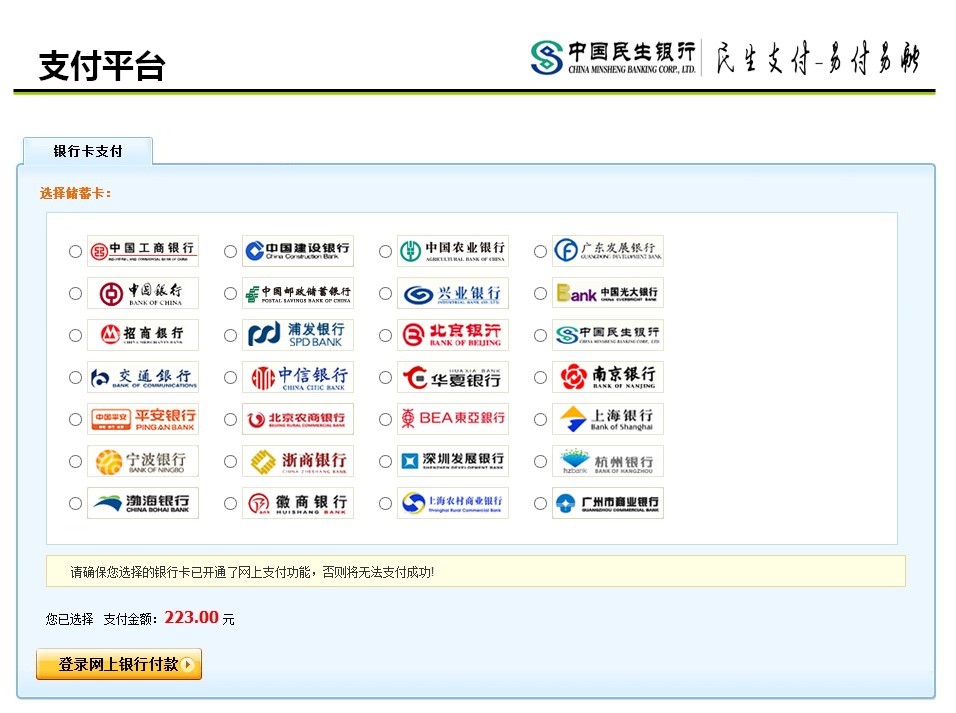 支付平台
中国民生银行
CHINA MINSHENG BANKING CORP., LTD.
民生支付-易付易融
银行卡支付
选择储蓄卡：
中国工商银行
INDUSTRIAL AND COMMERCIAL BANK OF CHINA
中国建设银行
China Construction Bank
中国农业银行
AGRICULTURAL BANK OF CHINA
广东发展银行
GUANGDONG DEVELOPMENT BANK
中国银行
BANK OF CHINA
中国邮政储蓄银行
POSTAL SAVINGS BANK OF CHINA
兴业银行
INDUSTRIAL BANK CO.,LTD.
Bank 中国光大银行
CHINA EVERBRIGHT BANK
招商银行
CHINA MERCHANTS BANK
浦发银行
SPD BANK
北京银行
BANK OF BEIJING
中国民生银行
CHINA MINSHENG BANKING CORP., LTD.
交通银行
BANK OF COMMUNICATIONS
中信银行
CHINA CITIC BANK
HUAXIA BANK
华夏银行
南京银行
BANK OF NANJING
中国平安
平安银行
PINGAN BANK
北京农商银行
BEIJING RURAL COMMERCIAL BANK
BEA東亞銀行
上海银行
Bank of Shanghai
宁波银行
BANK OF NINGBO
浙商银行
CHINA ZHESHANG BANK
深圳发展银行
SHENZHEN DEVELOPMENT BANK
hzbank
杭州银行
BANK OF HANGZHOU
渤海银行
CHINA BOHAI BANK
徽商银行
HUISHANG BANK
上海农村商业银行
Shanghai Rural Commercial Bank
广州市商业银行
GUANGZHOU COMMERCIAL BANK
请确保您选择的银行卡已开通了网上支付功能，否则将无法支付成功!
您已选择 支付金额：223.00 元
登录网上银行付款